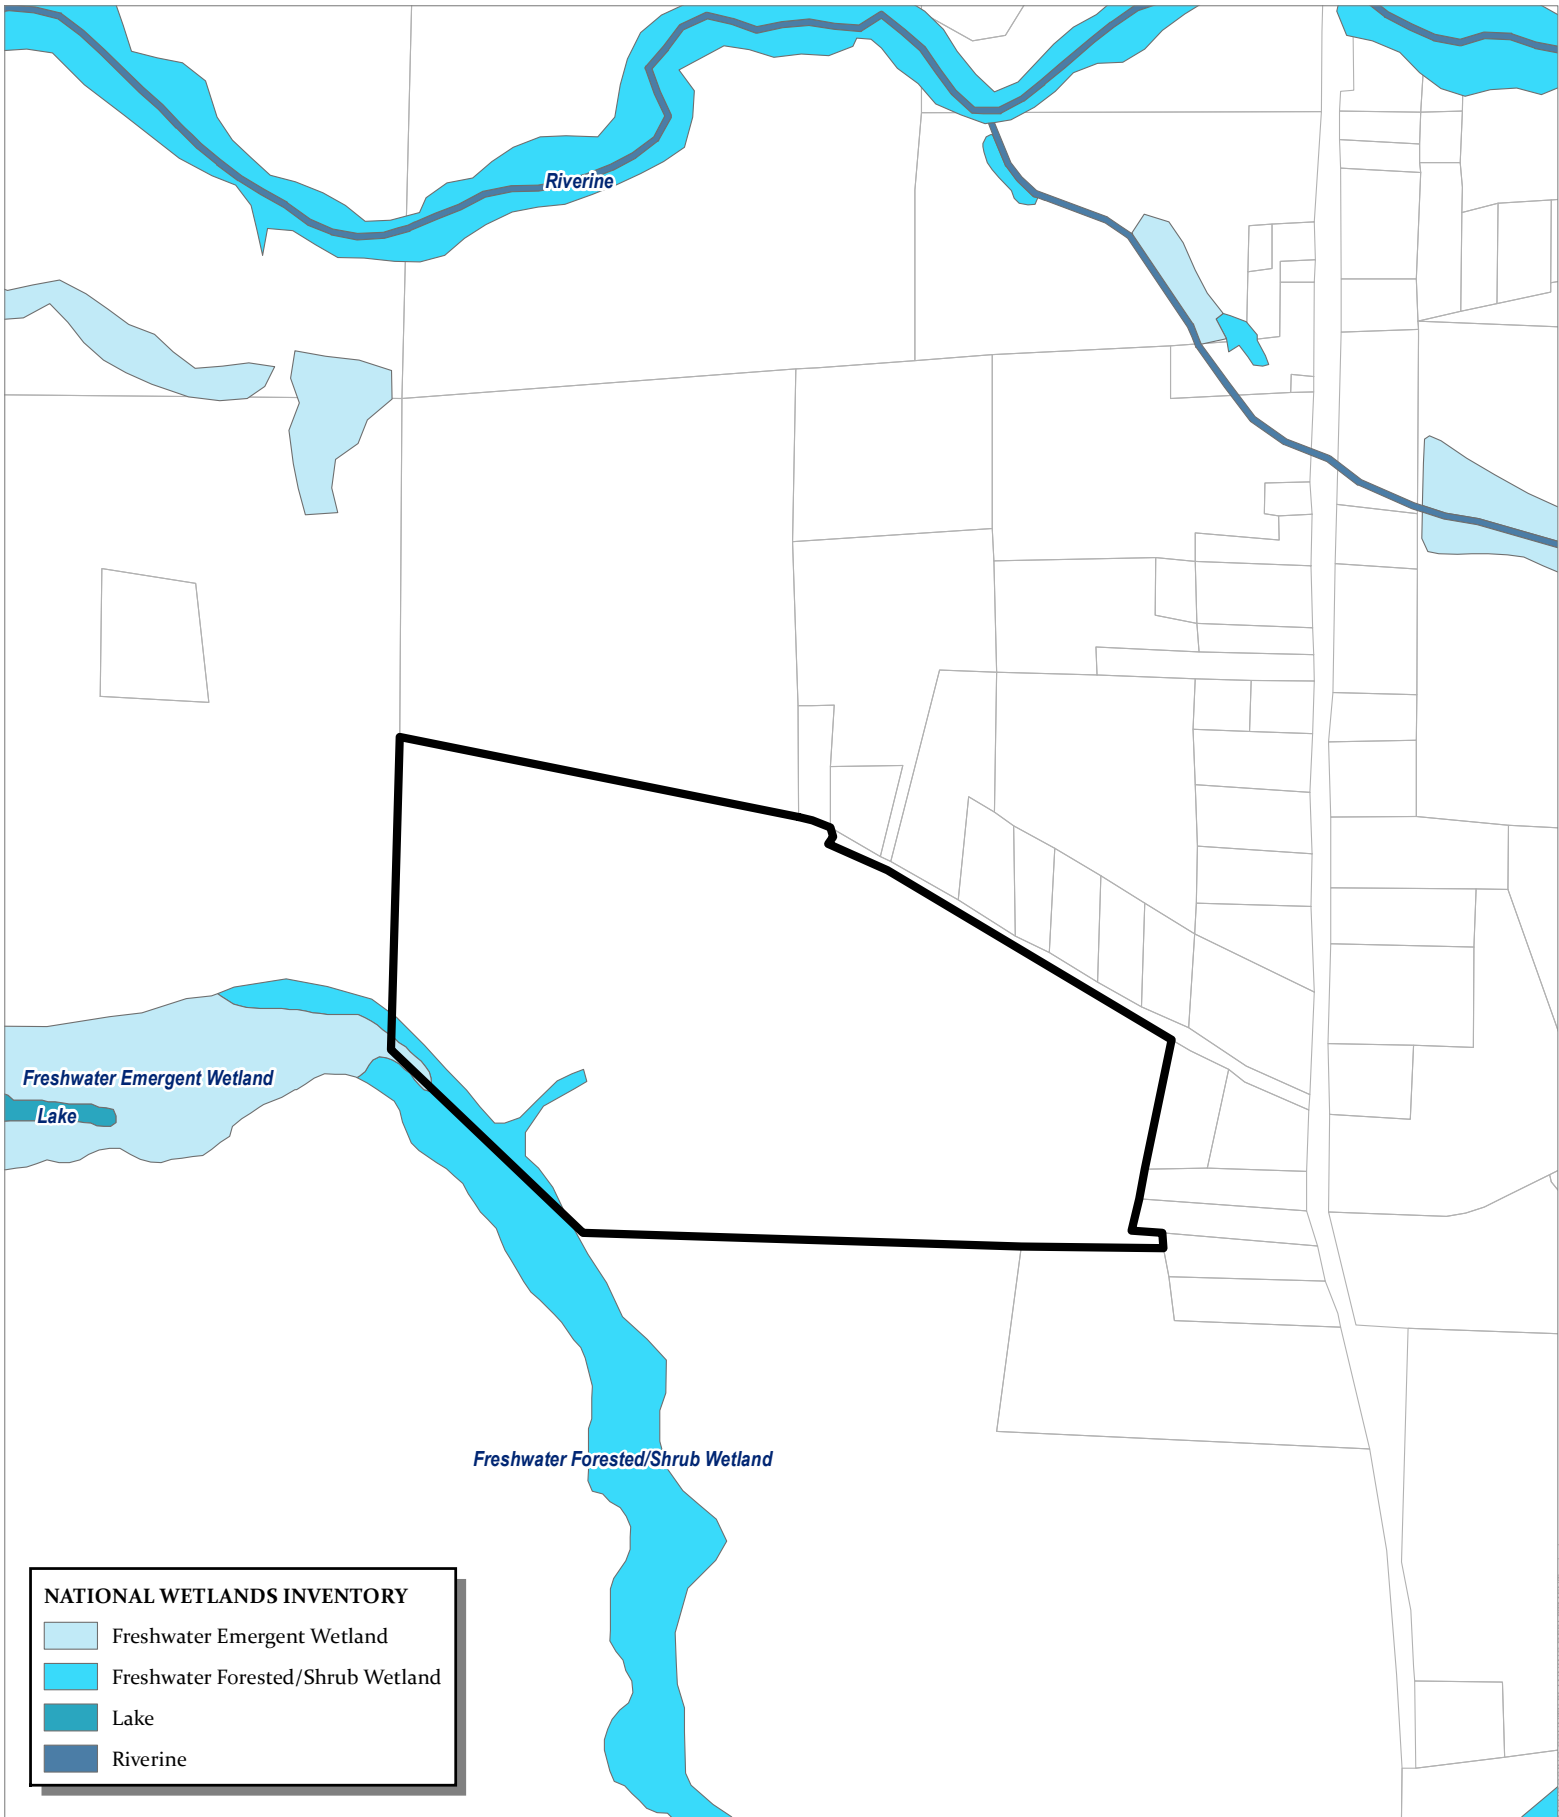 Riverine
Freshwater Emergent Wetland
Lake
Freshwater Forested/Shrub Wetland
NATIONAL WETLANDS INVENTORY
Freshwater Emergent Wetland
Freshwater Forested/Shrub Wetland
Lake
Riverine